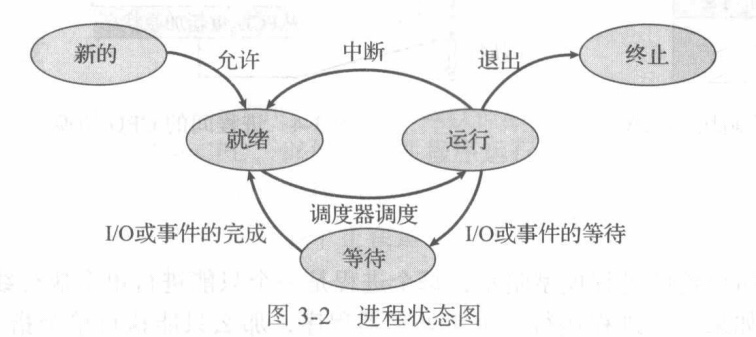 新的
允许
中断
退出
终止
就绪
运行
调度器调度
I/O或事件的完成
I/O或事件的等待
等待
图 3-2 进程状态图